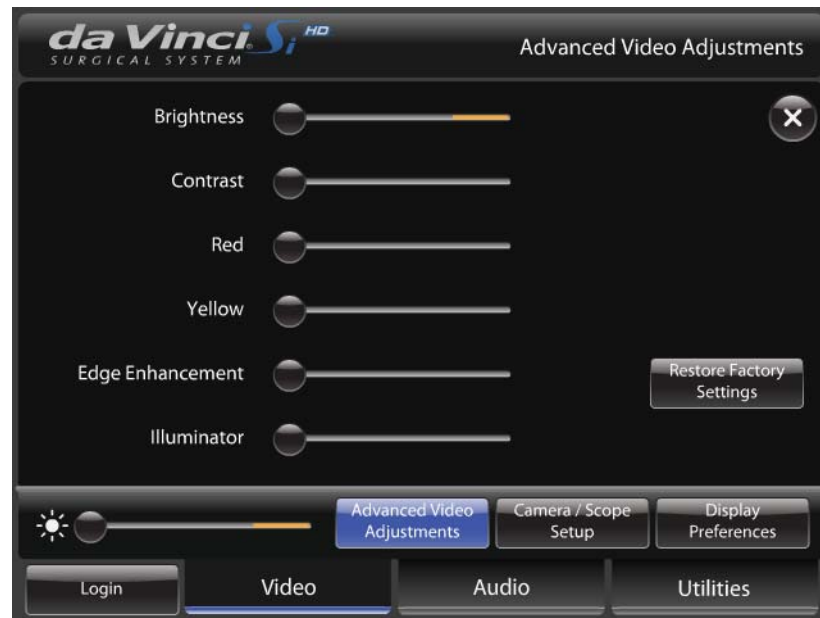 da Vinci. Si HD
SURGICAL SYSTEM
Advanced Video Adjustments
Brightness
Contrast
Red
Yellow
Edge Enhancement
Restore Factory
Settings
Illuminator
Advanced Video
Adjustments
Camera / Scope
Setup
Display
Preferences
Login
Video
Audio
Utilities